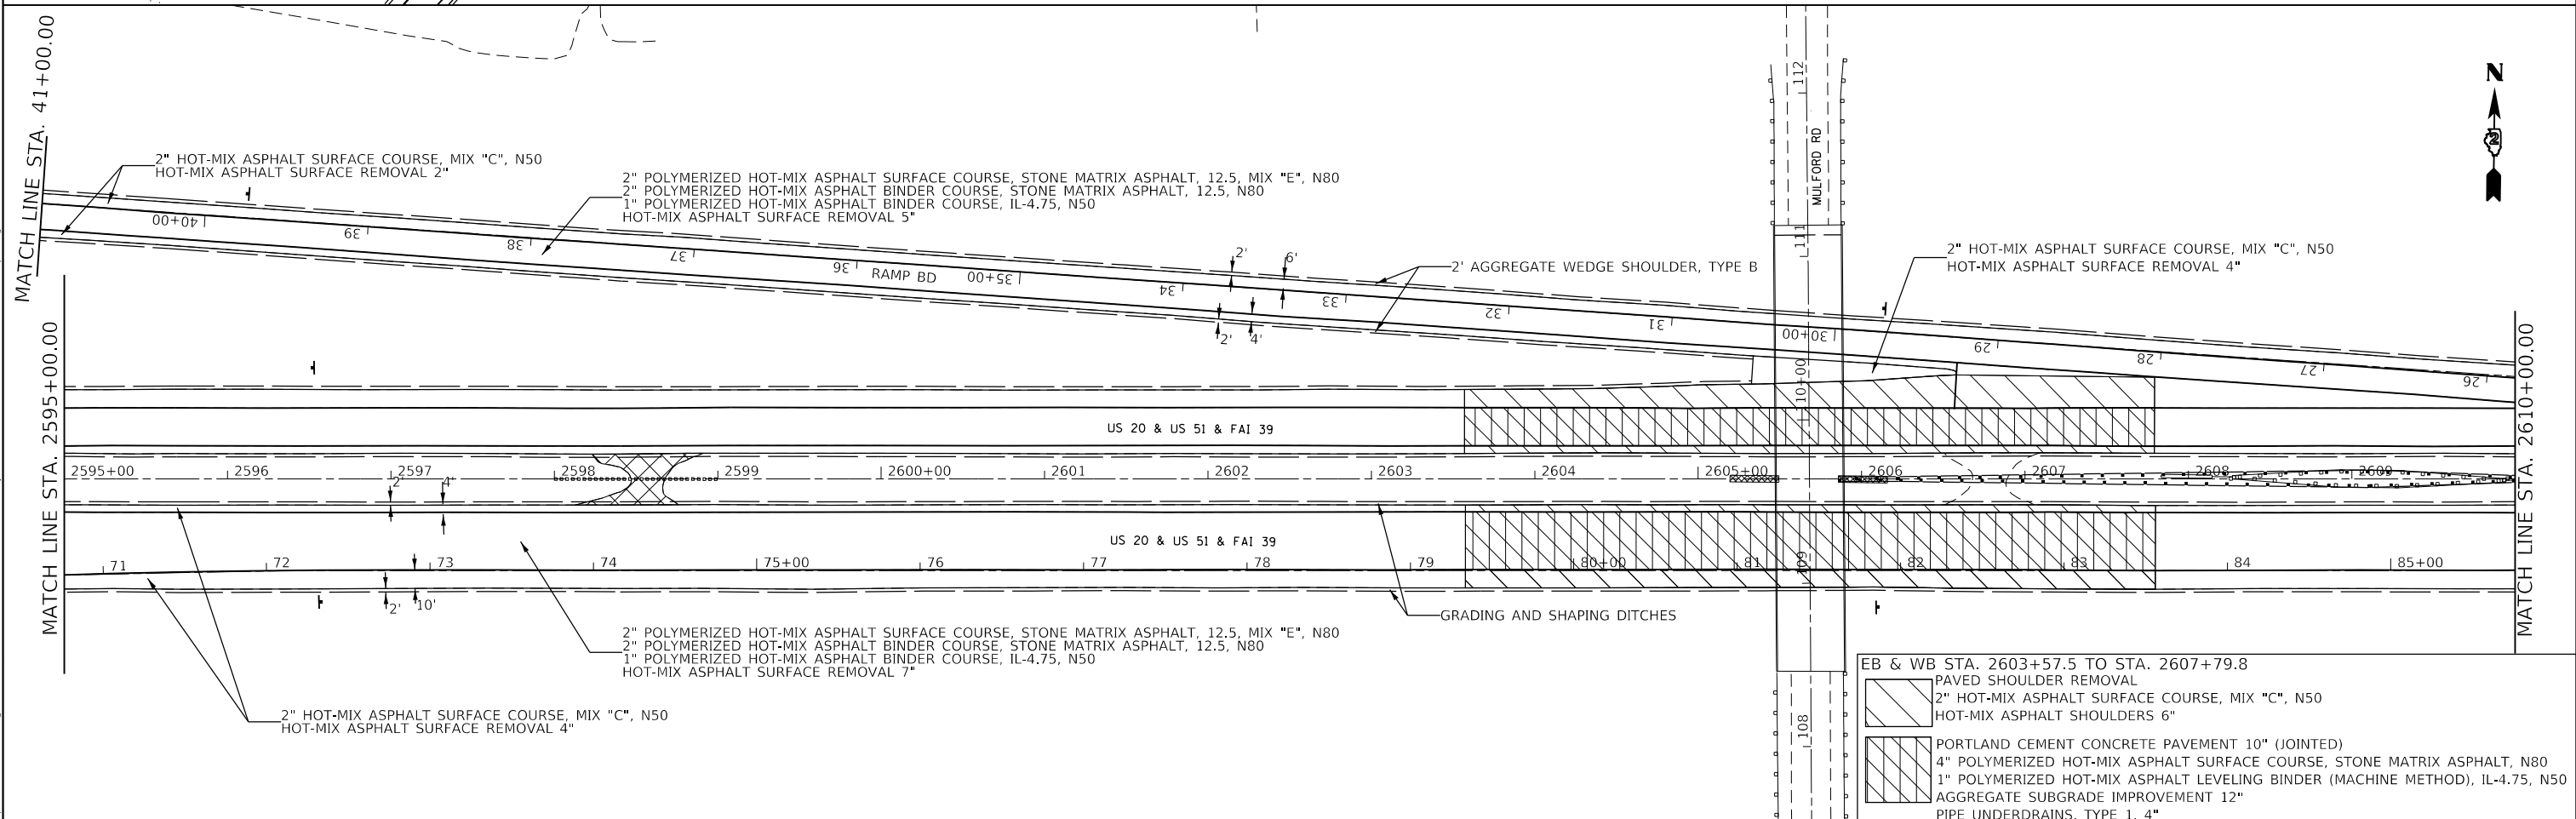 MATCH LINE STA. 41+00.00
2" HOT-MIX ASPHALT SURFACE COURSE, MIX "C", N50
HOT-MIX ASPHALT SURFACE REMOVAL 2"
2" POLYMERIZED HOT-MIX ASPHALT SURFACE COURSE, STONE MATRIX ASPHALT, 12.5, MIX "E", N80
2" POLYMERIZED HOT-MIX ASPHALT BINDER COURSE, STONE MATRIX ASPHALT, 12.5, N80
1" POLYMERIZED HOT-MIX ASPHALT BINDER COURSE, IL-4.75, N50
HOT-MIX ASPHALT SURFACE REMOVAL 5"
112
MULFORD RD
111
N
2
2" HOT-MIX ASPHALT SURFACE COURSE, MIX "C", N50
HOT-MIX ASPHALT SURFACE REMOVAL 4"
2' AGGREGATE WEDGE SHOULDER, TYPE B
40+00
39
38
37
36
RAMP BD
35+00
34
33
32
31
30+00
29
28
27
26
2'
6'
2'
4'
110+00
MATCH LINE STA. 2595+00.00
MATCH LINE STA. 2610+00.00
US 20 & US 51 & FAI 39
2595+00
2596
2597
2598
2599
2600+00
2601
2602
2603
2604
2605+00
2606
2607
2608
2609
2'
4'
US 20 & US 51 & FAI 39
71
72
73
74
75+00
76
77
78
79
80+00
81
109
82
83
84
85+00
2'
10'
GRADING AND SHAPING DITCHES
2" POLYMERIZED HOT-MIX ASPHALT SURFACE COURSE, STONE MATRIX ASPHALT, 12.5, MIX "E", N80
2" POLYMERIZED HOT-MIX ASPHALT BINDER COURSE, STONE MATRIX ASPHALT, 12.5, N80
1" POLYMERIZED HOT-MIX ASPHALT BINDER COURSE, IL-4.75, N50
HOT-MIX ASPHALT SURFACE REMOVAL 7"
2" HOT-MIX ASPHALT SURFACE COURSE, MIX "C", N50
HOT-MIX ASPHALT SURFACE REMOVAL 4"
108
EB & WB STA. 2603+57.5 TO STA. 2607+79.8
PAVED SHOULDER REMOVAL
2" HOT-MIX ASPHALT SURFACE COURSE, MIX "C", N50
HOT-MIX ASPHALT SHOULDERS 6"
PORTLAND CEMENT CONCRETE PAVEMENT 10" (JOINTED)
4" POLYMERIZED HOT-MIX ASPHALT SURFACE COURSE, STONE MATRIX ASPHALT, N80
1" POLYMERIZED HOT-MIX ASPHALT LEVELING BINDER (MACHINE METHOD), IL-4.75, N50
AGGREGATE SUBGRADE IMPROVEMENT 12"
PIPE UNDERDRAINS, TYPE 1, 4"